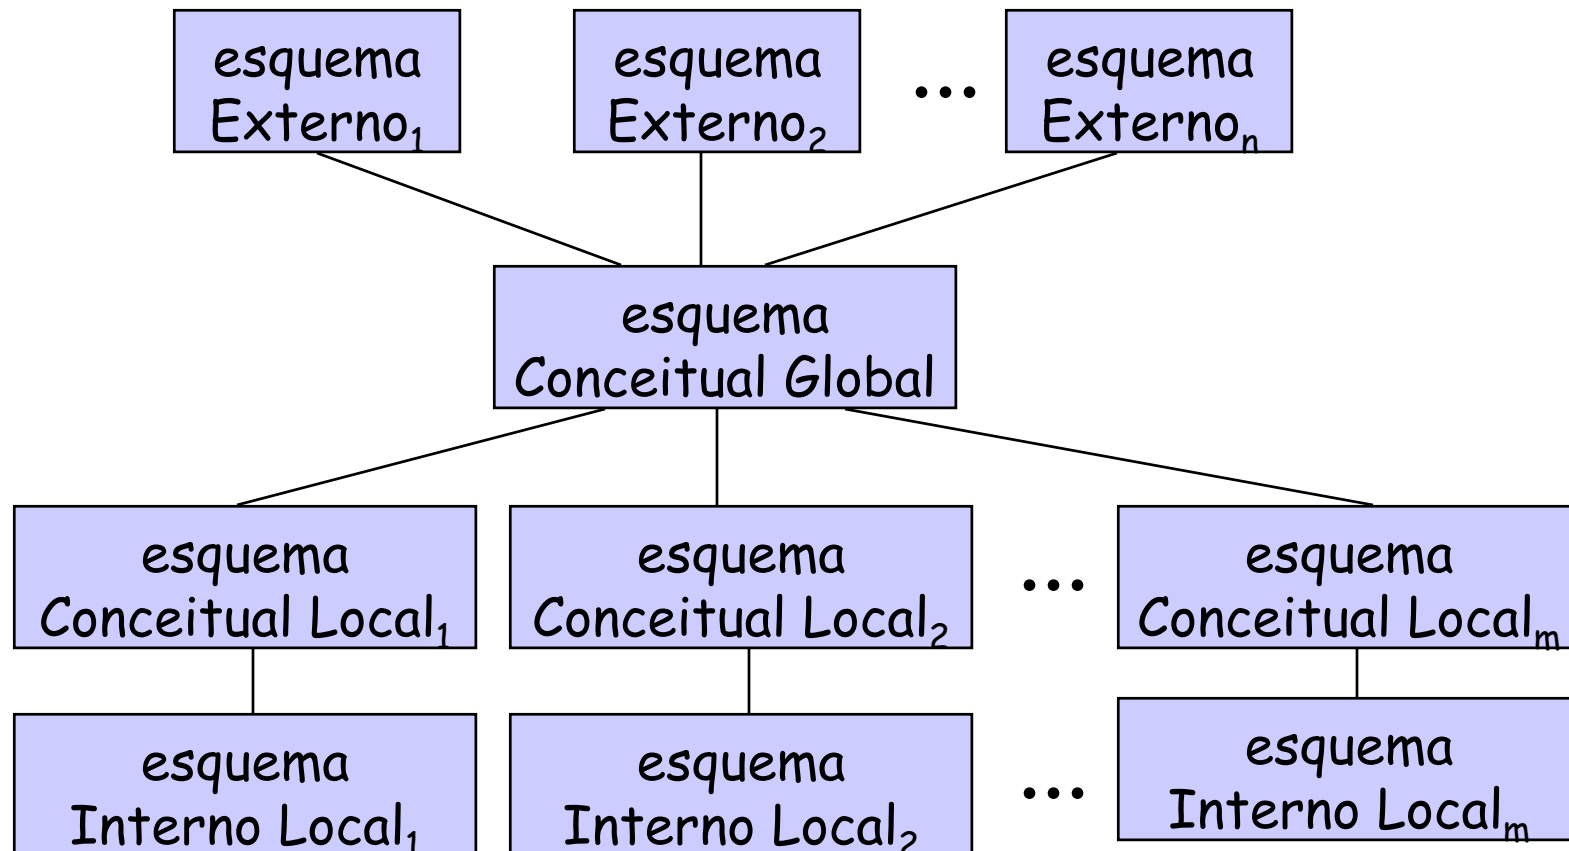 esquema
Externo₁
esquema
Externo₂
...
esquema
Externoₙ
esquema
Conceitual Global
esquema
Conceitual Local₁
esquema
Conceitual Local₂
...
esquema
Conceitual Localₘ
esquema
Interno Local₁
esquema
Interno Local₂
...
esquema
Interno Localₘ